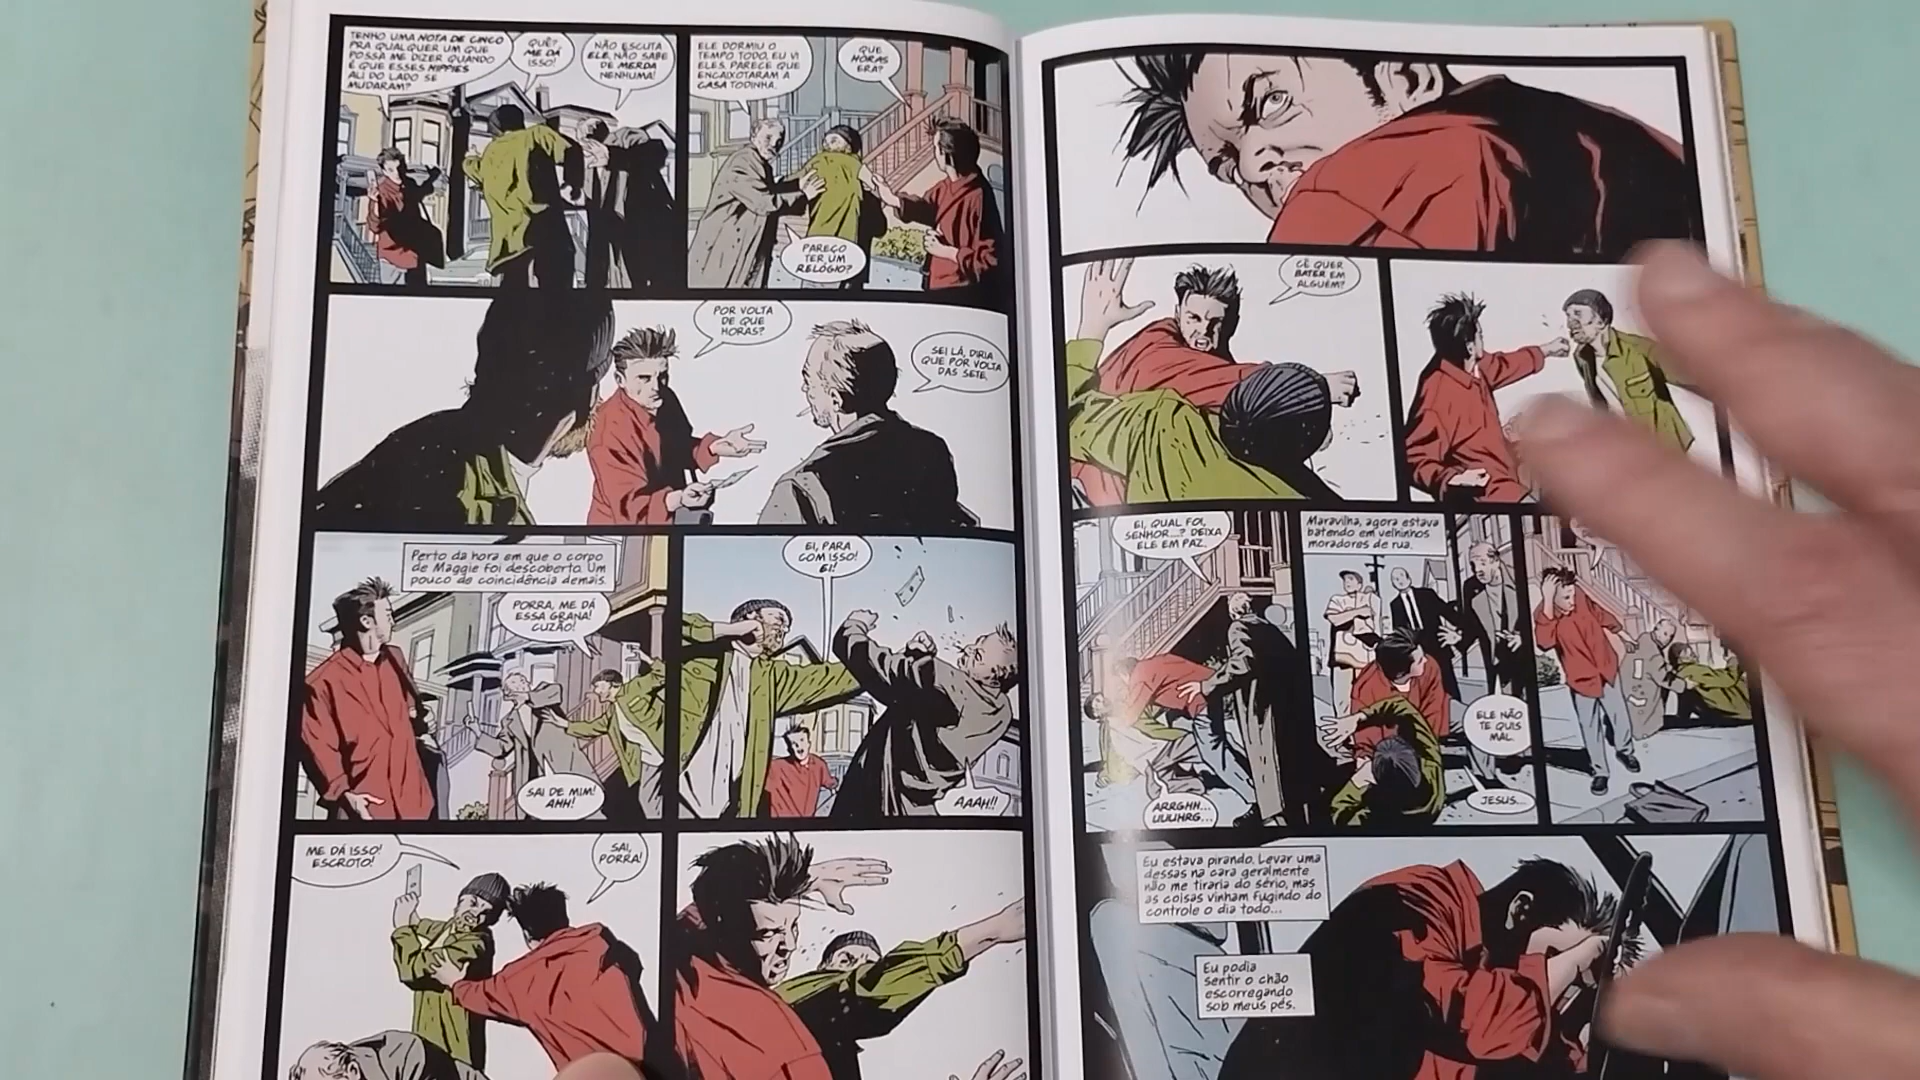 TENHO UMA NOTA DE CINCO
PRA QUALQUER UM QUE
POSSA ME DIZER QUANDO
É QUE ESSES HIPPIES
ALI DO LADO SE
MUDARAM?
QUÊ?
ME DÁ
ISSO!
NÃO ESCUTA
ELE, NÃO SABE
DE MERDA
NENHUMA!
ELE DORMIU O
TEMPO TODO. EU VI
ELES. PARECE QUE
ENCAIXOTARAM A
CASA TODINHA.
QUE
HORAS
ERA?
PAREÇO
TER UM
RELÓGIO?
POR VOLTA
DE QUE
HORAS?
SEI LÁ, DIRIA
QUE POR VOLTA
DAS SETE.
Perto da hora em que o corpo
de Maggie foi descoberto. Um
pouco de coincidência demais.
PORRA, ME DÁ
ESSA GRANA!
CUZÃO!
SAI DE MIM!
AHH!
EI, PARA
COM ISSO!
EI!
AAAH!!
ME DÁ ISSO!
ESCROTO!
SAI,
PORRA!
CÊ QUER
BATER EM
ALGUÉM?
EI, QUAL FOI,
SENHOR...? DEIXA
ELE EM PAZ.
ARRGHH...
UUUHRG...
Maravilha, agora estava
batendo em velhinhos
moradores de rua.
ELE NÃO
TE QUIS
MAL.
JESUS...
Eu estava pirando. Levar uma
dessas na cara geralmente
não me tiraria do sério, mas
as coisas vinham fugindo do
controle o dia todo...
Eu podia
sentir o chão
escorregando
sob meus pés.